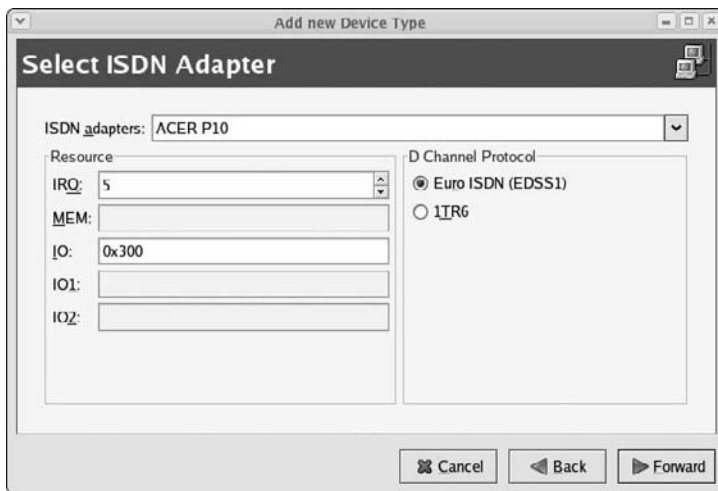 Add new Device Type
Select ISDN Adapter
ISDN adapters: ACER P10
Resource
IRQ: 5
MEM:
IO: 0x300
IO1:
IO2:
D Channel Protocol
Euro ISDN (EDSS1)
1TR6
Cancel Back Forward